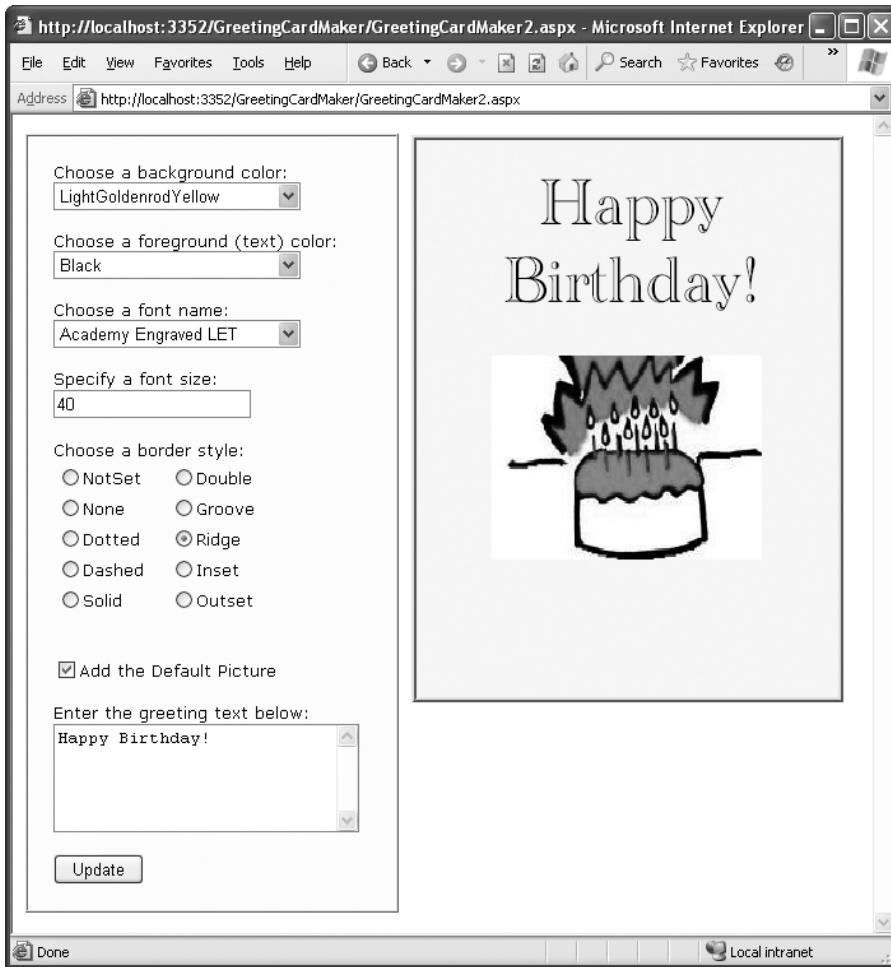 http://localhost:3352/GreetingCardMaker/GreetingCardMaker2.aspx - Microsoft Internet Explorer
File Edit View Favorites Tools Help Back Search Favorites »
Address http://localhost:3352/GreetingCardMaker/GreetingCardMaker2.aspx
Choose a background color:
LightGoldenrodYellow
Choose a foreground (text) color:
Black
Choose a font name:
Academy Engraved LET
Specify a font size:
40
Choose a border style:
NotSet Double
None Groove
Dotted Ridge
Dashed Inset
Solid Outset
Add the Default Picture
Enter the greeting text below:
Happy Birthday!
Update
Happy
Birthday!
Done Local intranet